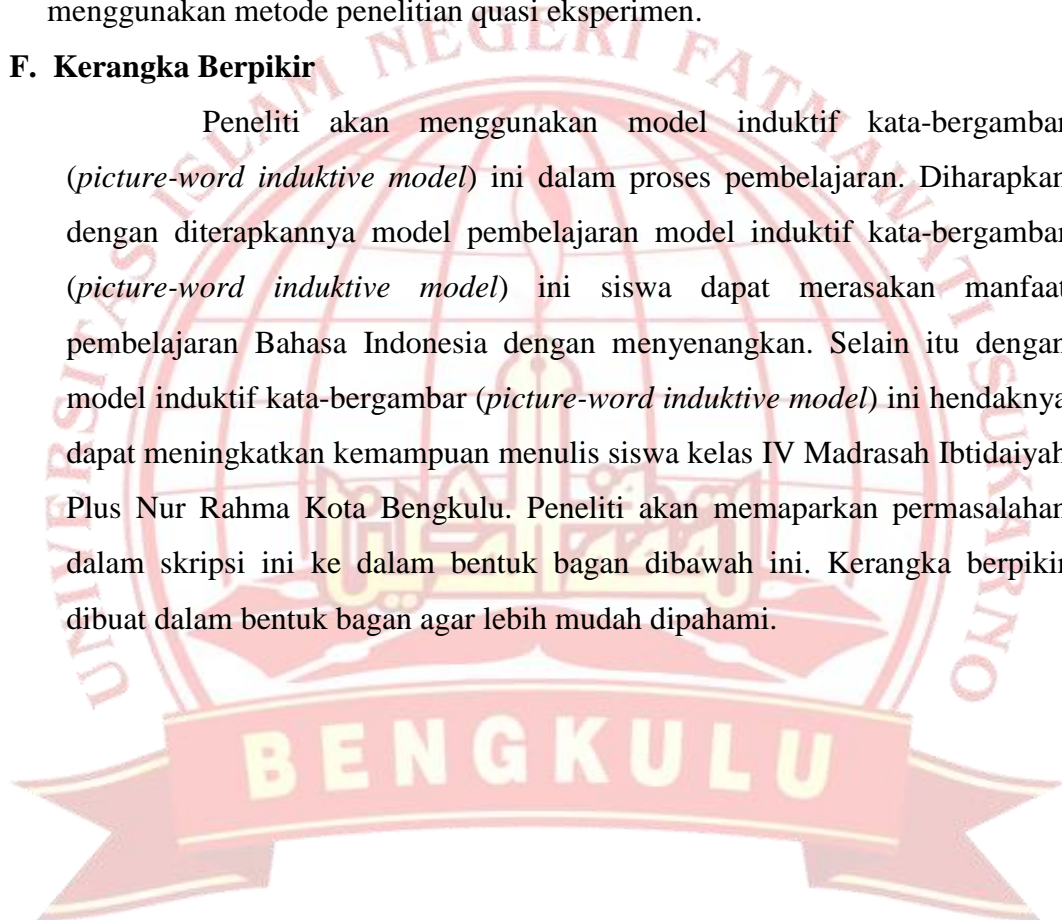 menggunakan metode penelitian quasi eksperimen.
F. Kerangka Berpikir
Peneliti akan menggunakan model induktif kata-bergambar
(picture-word induktive model) ini dalam proses pembelajaran. Diharapkan
dengan diterapkannya model pembelajaran model induktif kata-bergambar
(picture-word induktive model) ini siswa dapat merasakan manfaat
pembelajaran Bahasa Indonesia dengan menyenangkan. Selain itu dengan
model induktif kata-bergambar (picture-word induktive model) ini hendaknya
dapat meningkatkan kemampuan menulis siswa kelas IV Madrasah Ibtidaiyah
Plus Nur Rahma Kota Bengkulu. Peneliti akan memaparkan permasalahan
dalam skripsi ini ke dalam bentuk bagan dibawah ini. Kerangka berpikir
dibuat dalam bentuk bagan agar lebih mudah dipahami.
UNIVERSITAS ISLAM NEGERI FATMAWATI SUKARNO
BENGKULU